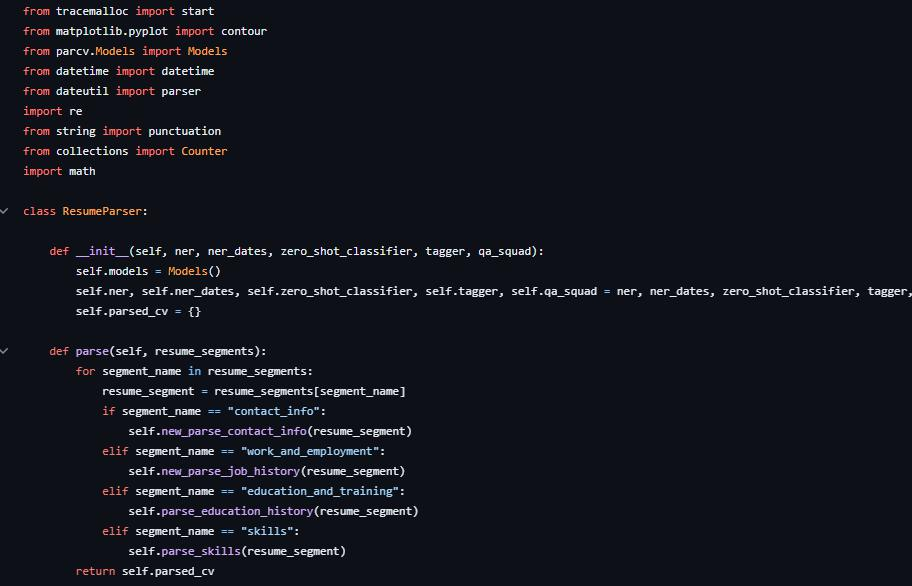 from tracemalloc import start
from matplotlib.pyplot import contour
from parcv.Models import Models
from datetime import datetime
from dateutil import parser
import re
from string import punctuation
from collections import Counter
import math
class ResumeParser:
def __init__(self, ner, ner_dates, zero_shot_classifier, tagger, qa_squad):
self.models = Models()
self.ner, self.ner_dates, self.zero_shot_classifier, self.tagger, self.qa_squad = ner, ner_dates, zero_shot_classifier, tagger,
self.parsed_cv = {}
def parse(self, resume_segments):
for segment_name in resume_segments:
resume_segment = resume_segments[segment_name]
if segment_name == "contact_info":
self.new_parse_contact_info(resume_segment)
elif segment_name == "work_and_employment":
self.new_parse_job_history(resume_segment)
elif segment_name == "education_and_training":
self.parse_education_history(resume_segment)
elif segment_name == "skills":
self.parse_skills(resume_segment)
return self.parsed_cv